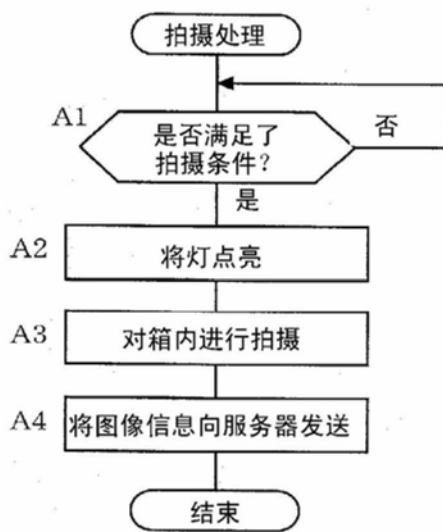 拍摄处理
A1
是否满足了
拍摄条件？
否
是
A2
将灯点亮
A3
对箱内进行拍摄
A4
将图像信息向服务器发送
结束